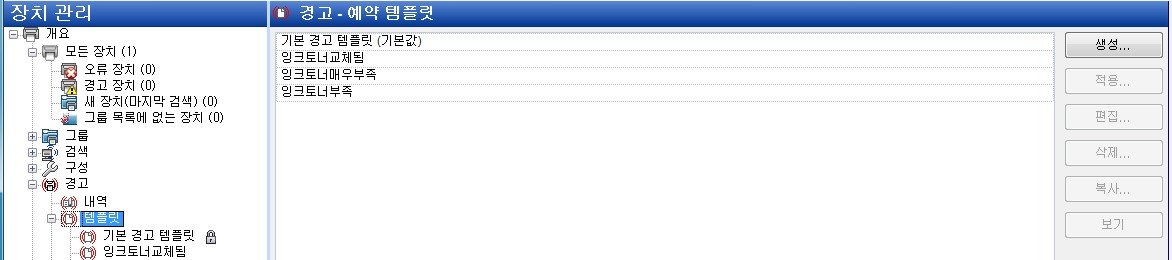 장치 관리
개요
모든 장치 (1)
오류 장치 (0)
경고 장치 (0)
새 장치(마지막 검색) (0)
그룹 목록에 없는 장치 (0)
그룹
검색
구성
경고
내역
템플릿
기본 경고 템플릿
잉크토너교체됨
경고 - 예약 템플릿
기본 경고 템플릿 (기본값)
잉크토너교체됨
잉크토너매우부족
잉크토너부족
생성...
적용...
편집...
삭제...
복사...
보기